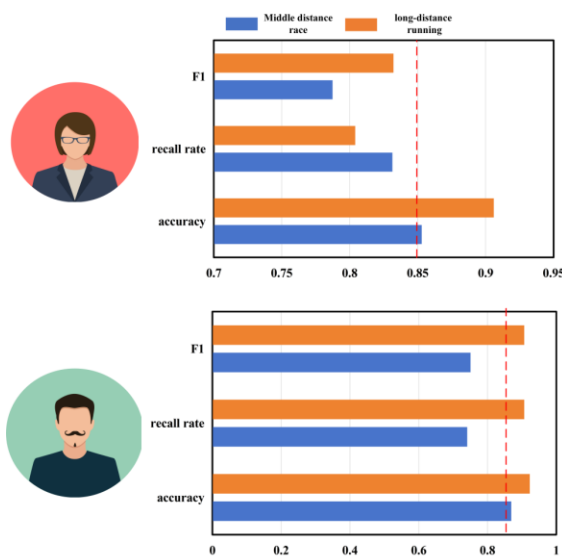 Middle distance
race
long-distance
running
F1
recall rate
accuracy
0.7 0.75 0.8 0.85 0.9 0.95
F1
recall rate
accuracy
0 0.2 0.4 0.6 0.8 1